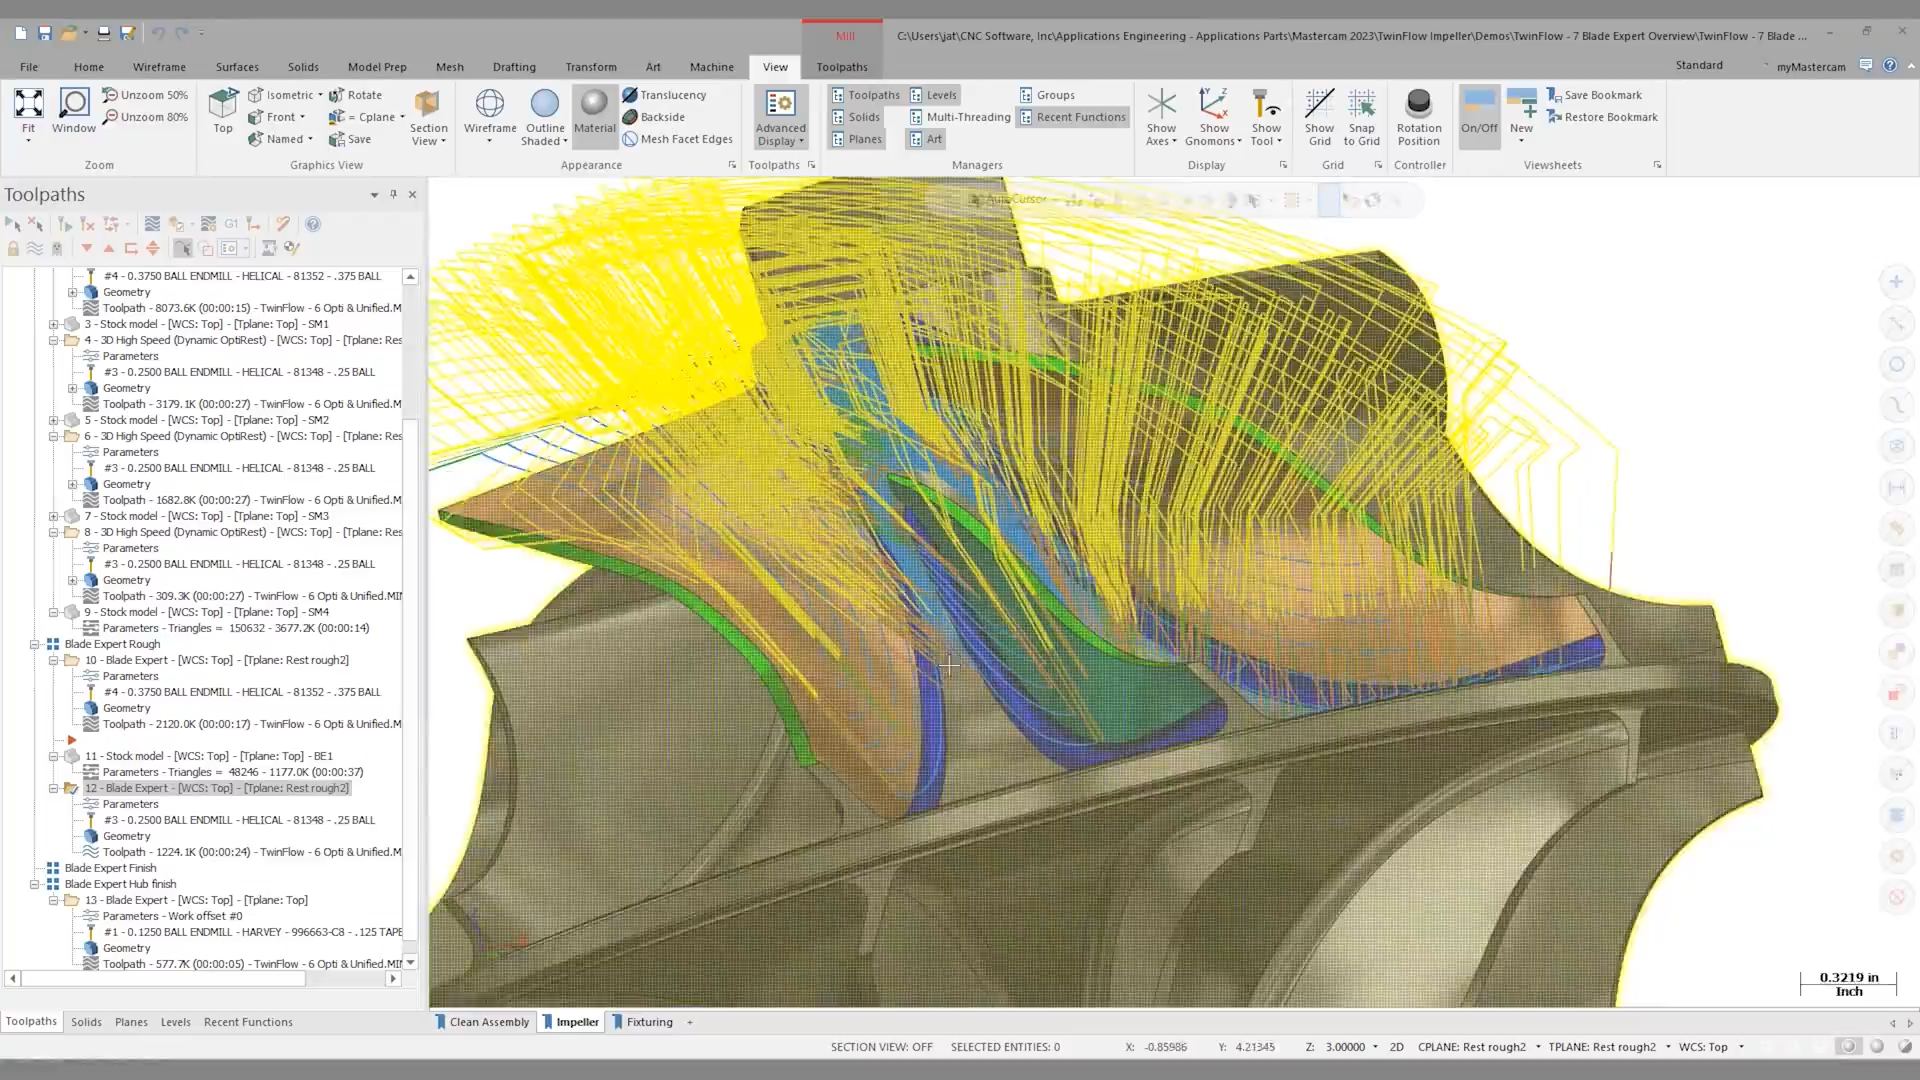 Mill
C:\Users\jat\CNC Software, Inc\Applications Engineering - Applications Parts\Mastercam 2023\TwinFlow Impeller\Demos\TwinFlow - 7 Blade Expert Overview\TwinFlow - 7 Blade ...
File Home Wireframe Surfaces Solids Model Prep Mesh Drafting Transform Art Machine View Toolpaths
Standard myMastercam
Fit
Window
Unzoom 50%
Unzoom 80%
Zoom
Top
Isometric
Front
Named
Rotate
= Cplane
Save
Section View
Graphics View
Wireframe
Outline Shaded
Material
Translucency
Backside
Mesh Facet Edges
Appearance
Advanced Display
Toolpaths
Toolpaths Levels Groups
Solids Multi-Threading Recent Functions
Planes Art
Managers
Show Axes
Show Gnomons
Show Tool
Display
Show Grid
Snap to Grid
Grid
Rotation Position
Controller
On/Off
New
Save Bookmark
Restore Bookmark
Viewsheets
Toolpaths
G1
AutoCursor
#4 - 0.3750 BALL ENDMILL - HELICAL - 81352 - .375 BALL
Geometry
Toolpath - 8073.6K (00:00:15) - TwinFlow - 6 Opti & Unified.M
3 - Stock model - [WCS: Top] - [Tplane: Top] - SM1
4 - 3D High Speed (Dynamic OptiRest) - [WCS: Top] - [Tplane: Res
Parameters
#3 - 0.2500 BALL ENDMILL - HELICAL - 81348 - .25 BALL
Geometry
Toolpath - 3179.1K (00:00:27) - TwinFlow - 6 Opti & Unified.M
5 - Stock model - [WCS: Top] - [Tplane: Top] - SM2
6 - 3D High Speed (Dynamic OptiRest) - [WCS: Top] - [Tplane: Res
Parameters
#3 - 0.2500 BALL ENDMILL - HELICAL - 81348 - .25 BALL
Geometry
Toolpath - 1682.8K (00:00:27) - TwinFlow - 6 Opti & Unified.M
7 - Stock model - [WCS: Top] - [Tplane: Top] - SM3
8 - 3D High Speed (Dynamic OptiRest) - [WCS: Top] - [Tplane: Res
Parameters
#3 - 0.2500 BALL ENDMILL - HELICAL - 81348 - .25 BALL
Geometry
Toolpath - 309.3K (00:00:27) - TwinFlow - 6 Opti & Unified.MI
9 - Stock model - [WCS: Top] - [Tplane: Top] - SM4
Parameters - Triangles = 150632 - 3677.2K (00:00:14)
Blade Expert Rough
10 - Blade Expert - [WCS: Top] - [Tplane: Rest rough2]
Parameters
#4 - 0.3750 BALL ENDMILL - HELICAL - 81352 - .375 BALL
Geometry
Toolpath - 2120.0K (00:00:17) - TwinFlow - 6 Opti & Unified.M
11 - Stock model - [WCS: Top] - [Tplane: Top] - BE1
Parameters - Triangles = 48246 - 1177.0K (00:00:37)
12 - Blade Expert - [WCS: Top] - [Tplane: Rest rough2]
Parameters
#3 - 0.2500 BALL ENDMILL - HELICAL - 81348 - .25 BALL
Geometry
Toolpath - 1224.1K (00:00:24) - TwinFlow - 6 Opti & Unified.M
Blade Expert Finish
Blade Expert Hub finish
13 - Blade Expert - [WCS: Top] - [Tplane: Top]
Parameters - Work offset #0
#1 - 0.1250 BALL ENDMILL - HARVEY - 996663-C8 - .125 TAPE
Geometry
Toolpath - 577.7K (00:00:05) - TwinFlow - 6 Opti & Unified.MI
0.3219 in
Inch
Toolpaths Solids Planes Levels Recent Functions
Clean Assembly Impeller Fixturing +
SECTION VIEW: OFF SELECTED ENTITIES: 0 X: -0.85986 Y: 4.21345 Z: 3.00000 2D CPLANE: Rest rough2 TPLANE: Rest rough2 WCS: Top